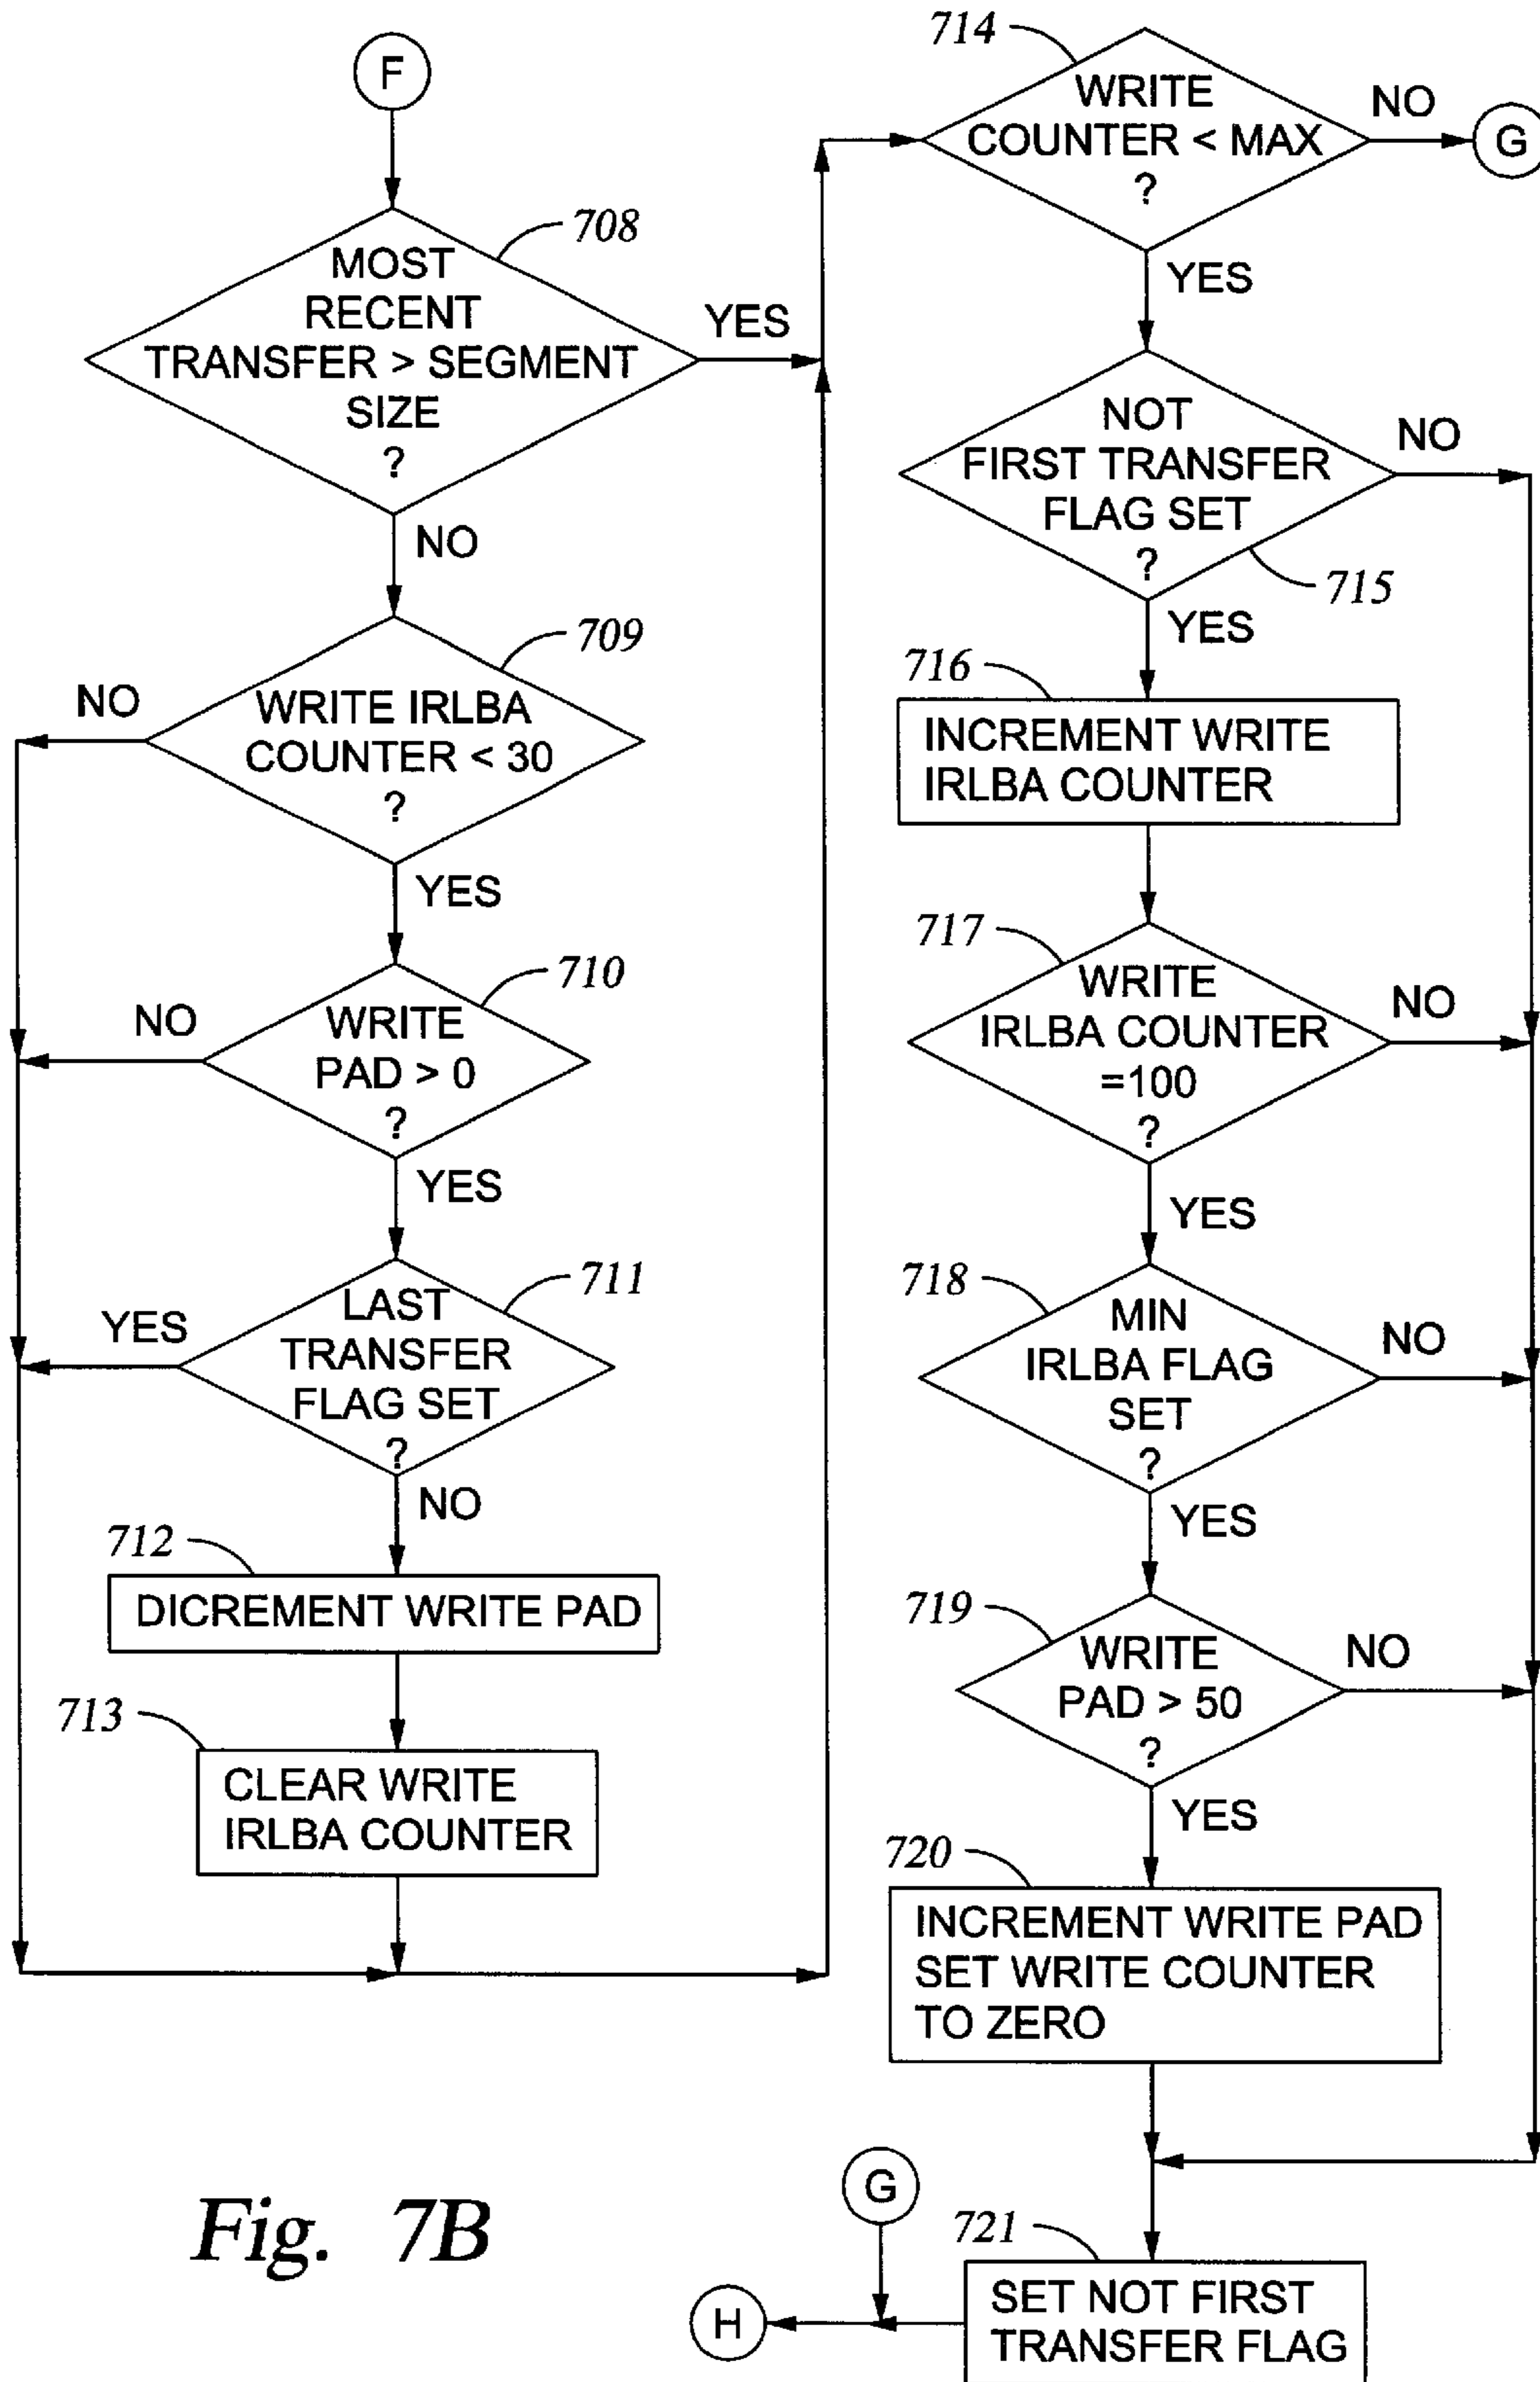 F
708
MOST
RECENT
TRANSFER > SEGMENT
SIZE
?
YES
NO
709
WRITE IRLBA
COUNTER < 30
?
NO
YES
710
WRITE
PAD > 0
?
NO
YES
711
LAST
TRANSFER
FLAG SET
?
YES
NO
712
DICREMENT WRITE PAD
713
CLEAR WRITE
IRLBA COUNTER
714
WRITE
COUNTER < MAX
?
NO
G
YES
NOT
FIRST TRANSFER
FLAG SET
?
NO
715
YES
716
INCREMENT WRITE
IRLBA COUNTER
717
WRITE
IRLBA COUNTER
=100
?
NO
YES
718
MIN
IRLBA FLAG
SET
?
NO
YES
719
WRITE
PAD > 50
?
NO
YES
720
INCREMENT WRITE PAD
SET WRITE COUNTER
TO ZERO
G
721
SET NOT FIRST
TRANSFER FLAG
H
Fig. 7B